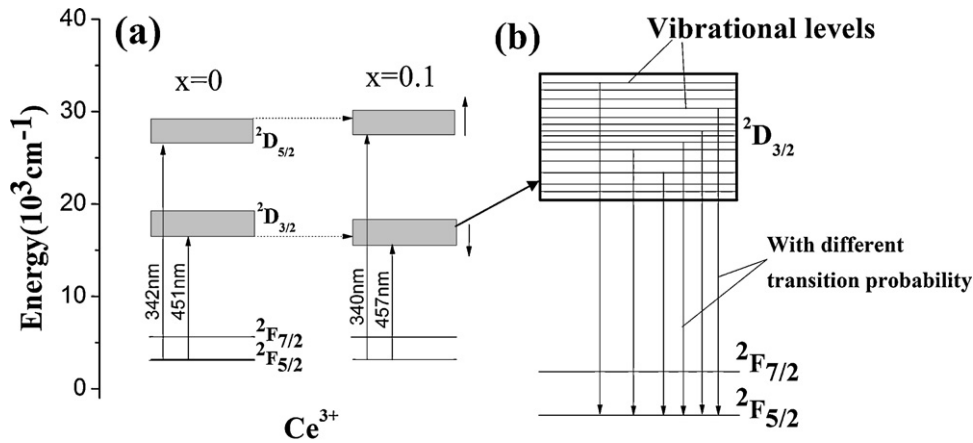 (a)
(b)
Vibrational levels
x=0
x=0.1
Energy(10³cm⁻¹)
40
30
20
10
0
²D₅/₂
²D₃/₂
342nm
451nm
340nm
457nm
²F₇/₂
²F₅/₂
Ce³⁺
²D₃/₂
With different
transition probability
²F₇/₂
²F₅/₂